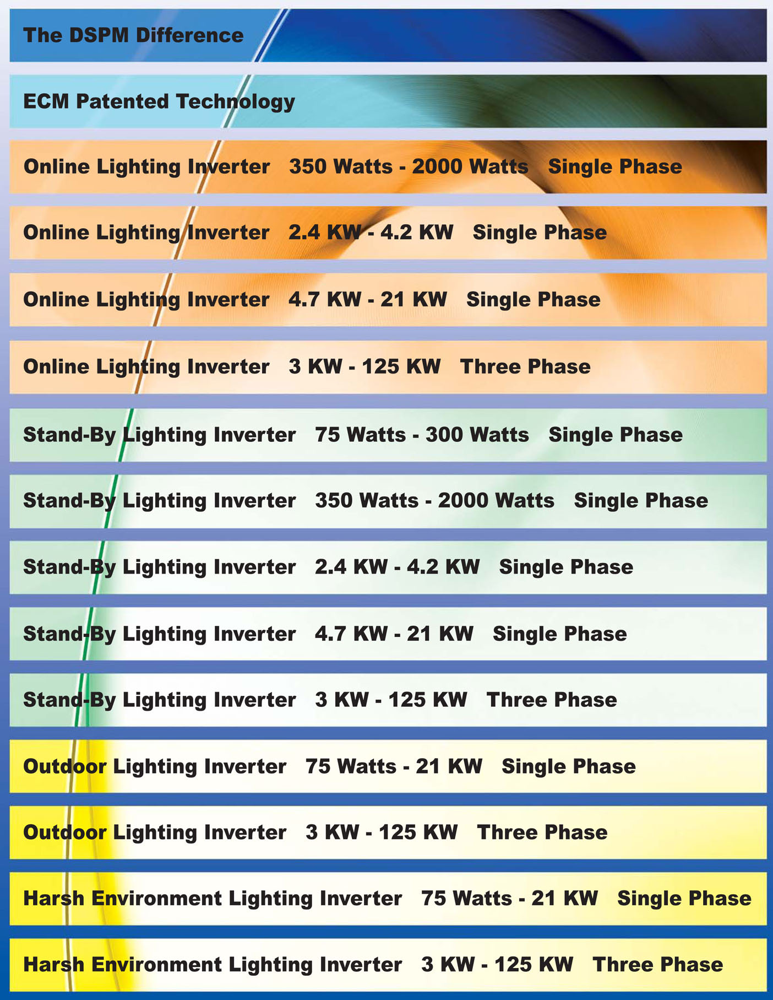 The DSPM Difference
ECM Patented Technology
Online Lighting Inverter 350 Watts - 2000 Watts Single Phase
Online Lighting Inverter 2.4 KW - 4.2 KW Single Phase
Online Lighting Inverter 4.7 KW - 21 KW Single Phase
Online Lighting Inverter 3 KW - 125 KW Three Phase
Stand-By Lighting Inverter 75 Watts - 300 Watts Single Phase
Stand-By Lighting Inverter 350 Watts - 2000 Watts Single Phase
Stand-By Lighting Inverter 2.4 KW - 4.2 KW Single Phase
Stand-By Lighting Inverter 4.7 KW - 21 KW Single Phase
Stand-By Lighting Inverter 3 KW - 125 KW Three Phase
Outdoor Lighting Inverter 75 Watts - 21 KW Single Phase
Outdoor Lighting Inverter 3 KW - 125 KW Three Phase
Harsh Environment Lighting Inverter 75 Watts - 21 KW Single Phase
Harsh Environment Lighting Inverter 3 KW - 125 KW Three Phase